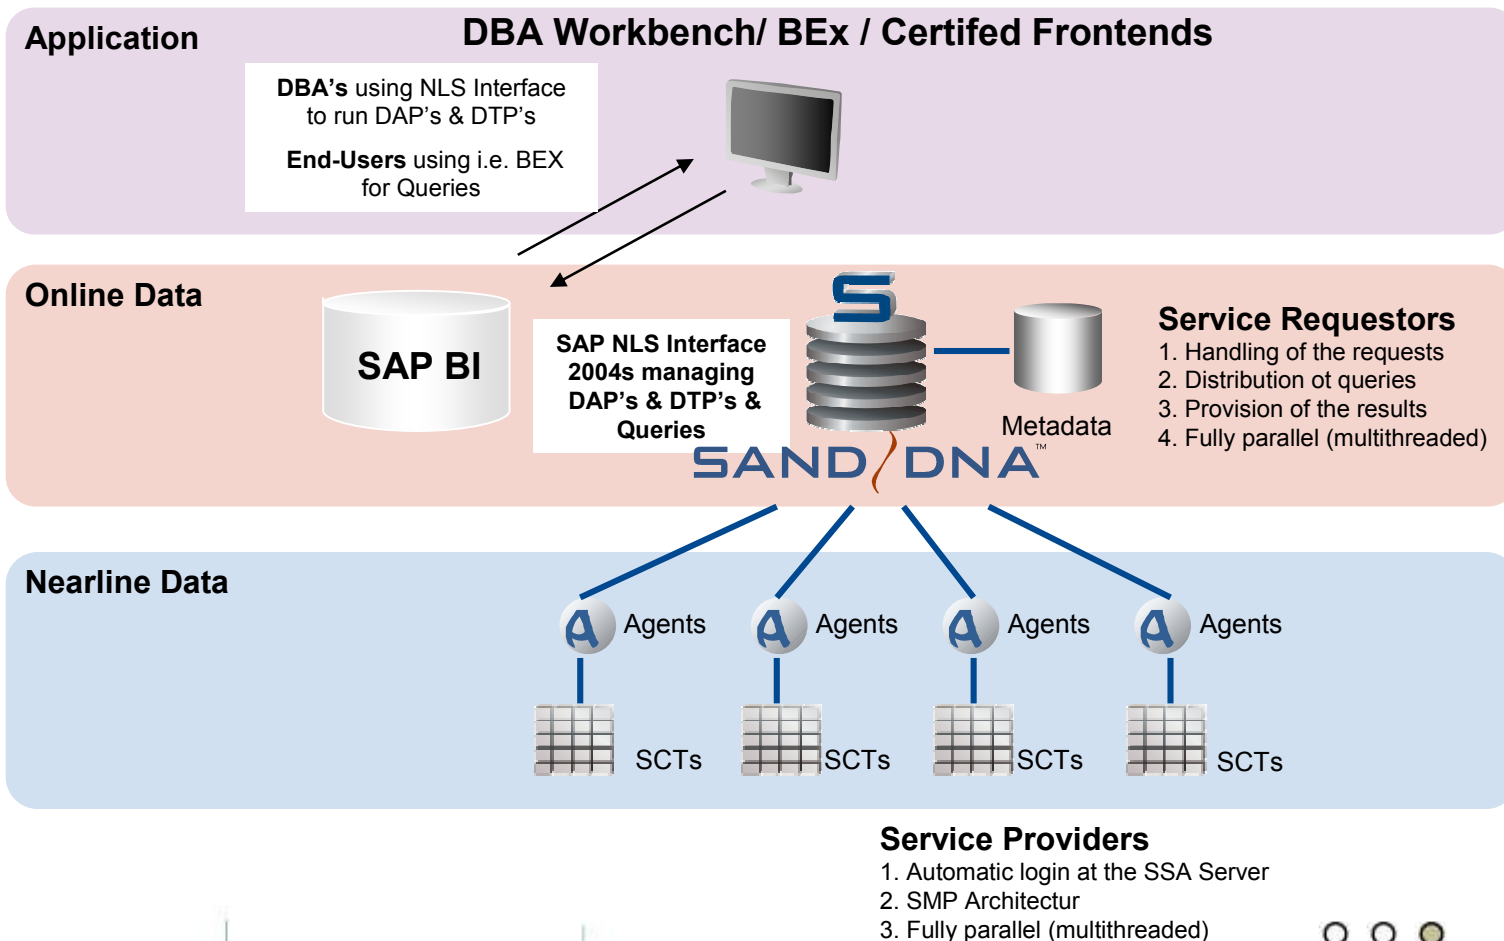 Application
DBA Workbench/ BEx / Certifed Frontends
DBA's using NLS Interface
to run DAP's & DTP's
End-Users using i.e. BEX
for Queries
Online Data
SAP BI
SAP NLS Interface
2004s managing
DAP's & DTP's &
Queries
S
SAND DNA™
Metadata
Service Requestors
1. Handling of the requests
2. Distribution ot queries
3. Provision of the results
4. Fully parallel (multithreaded)
Nearline Data
A Agents
A Agents
A Agents
A Agents
SCTs
SCTs
SCTs
SCTs
Service Providers
1. Automatic login at the SSA Server
2. SMP Architectur
3. Fully parallel (multithreaded)